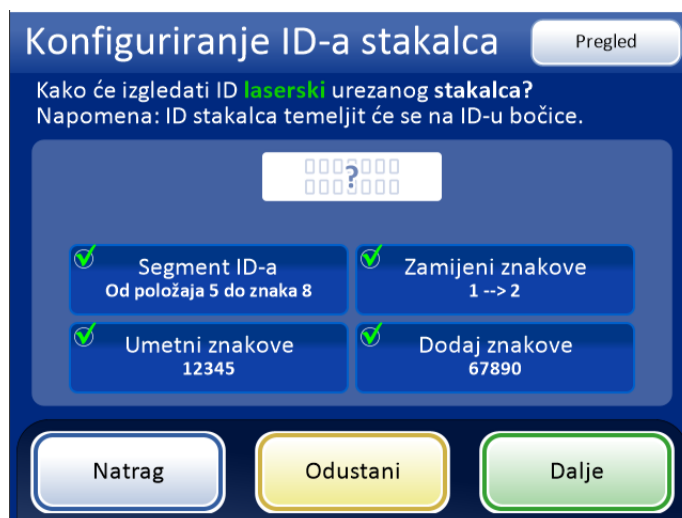 Konfiguriranje ID-a stakalca
Pregled
Kako će izgledati ID laserski urezanog stakalca?
Napomena: ID stakalca temeljit će se na ID-u bočice.
?
Segment ID-a
Od položaja 5 do znaka 8
Zamijeni znakove
1 --> 2
Umetni znakove
12345
Dodaj znakove
67890
Natrag
Odustani
Dalje